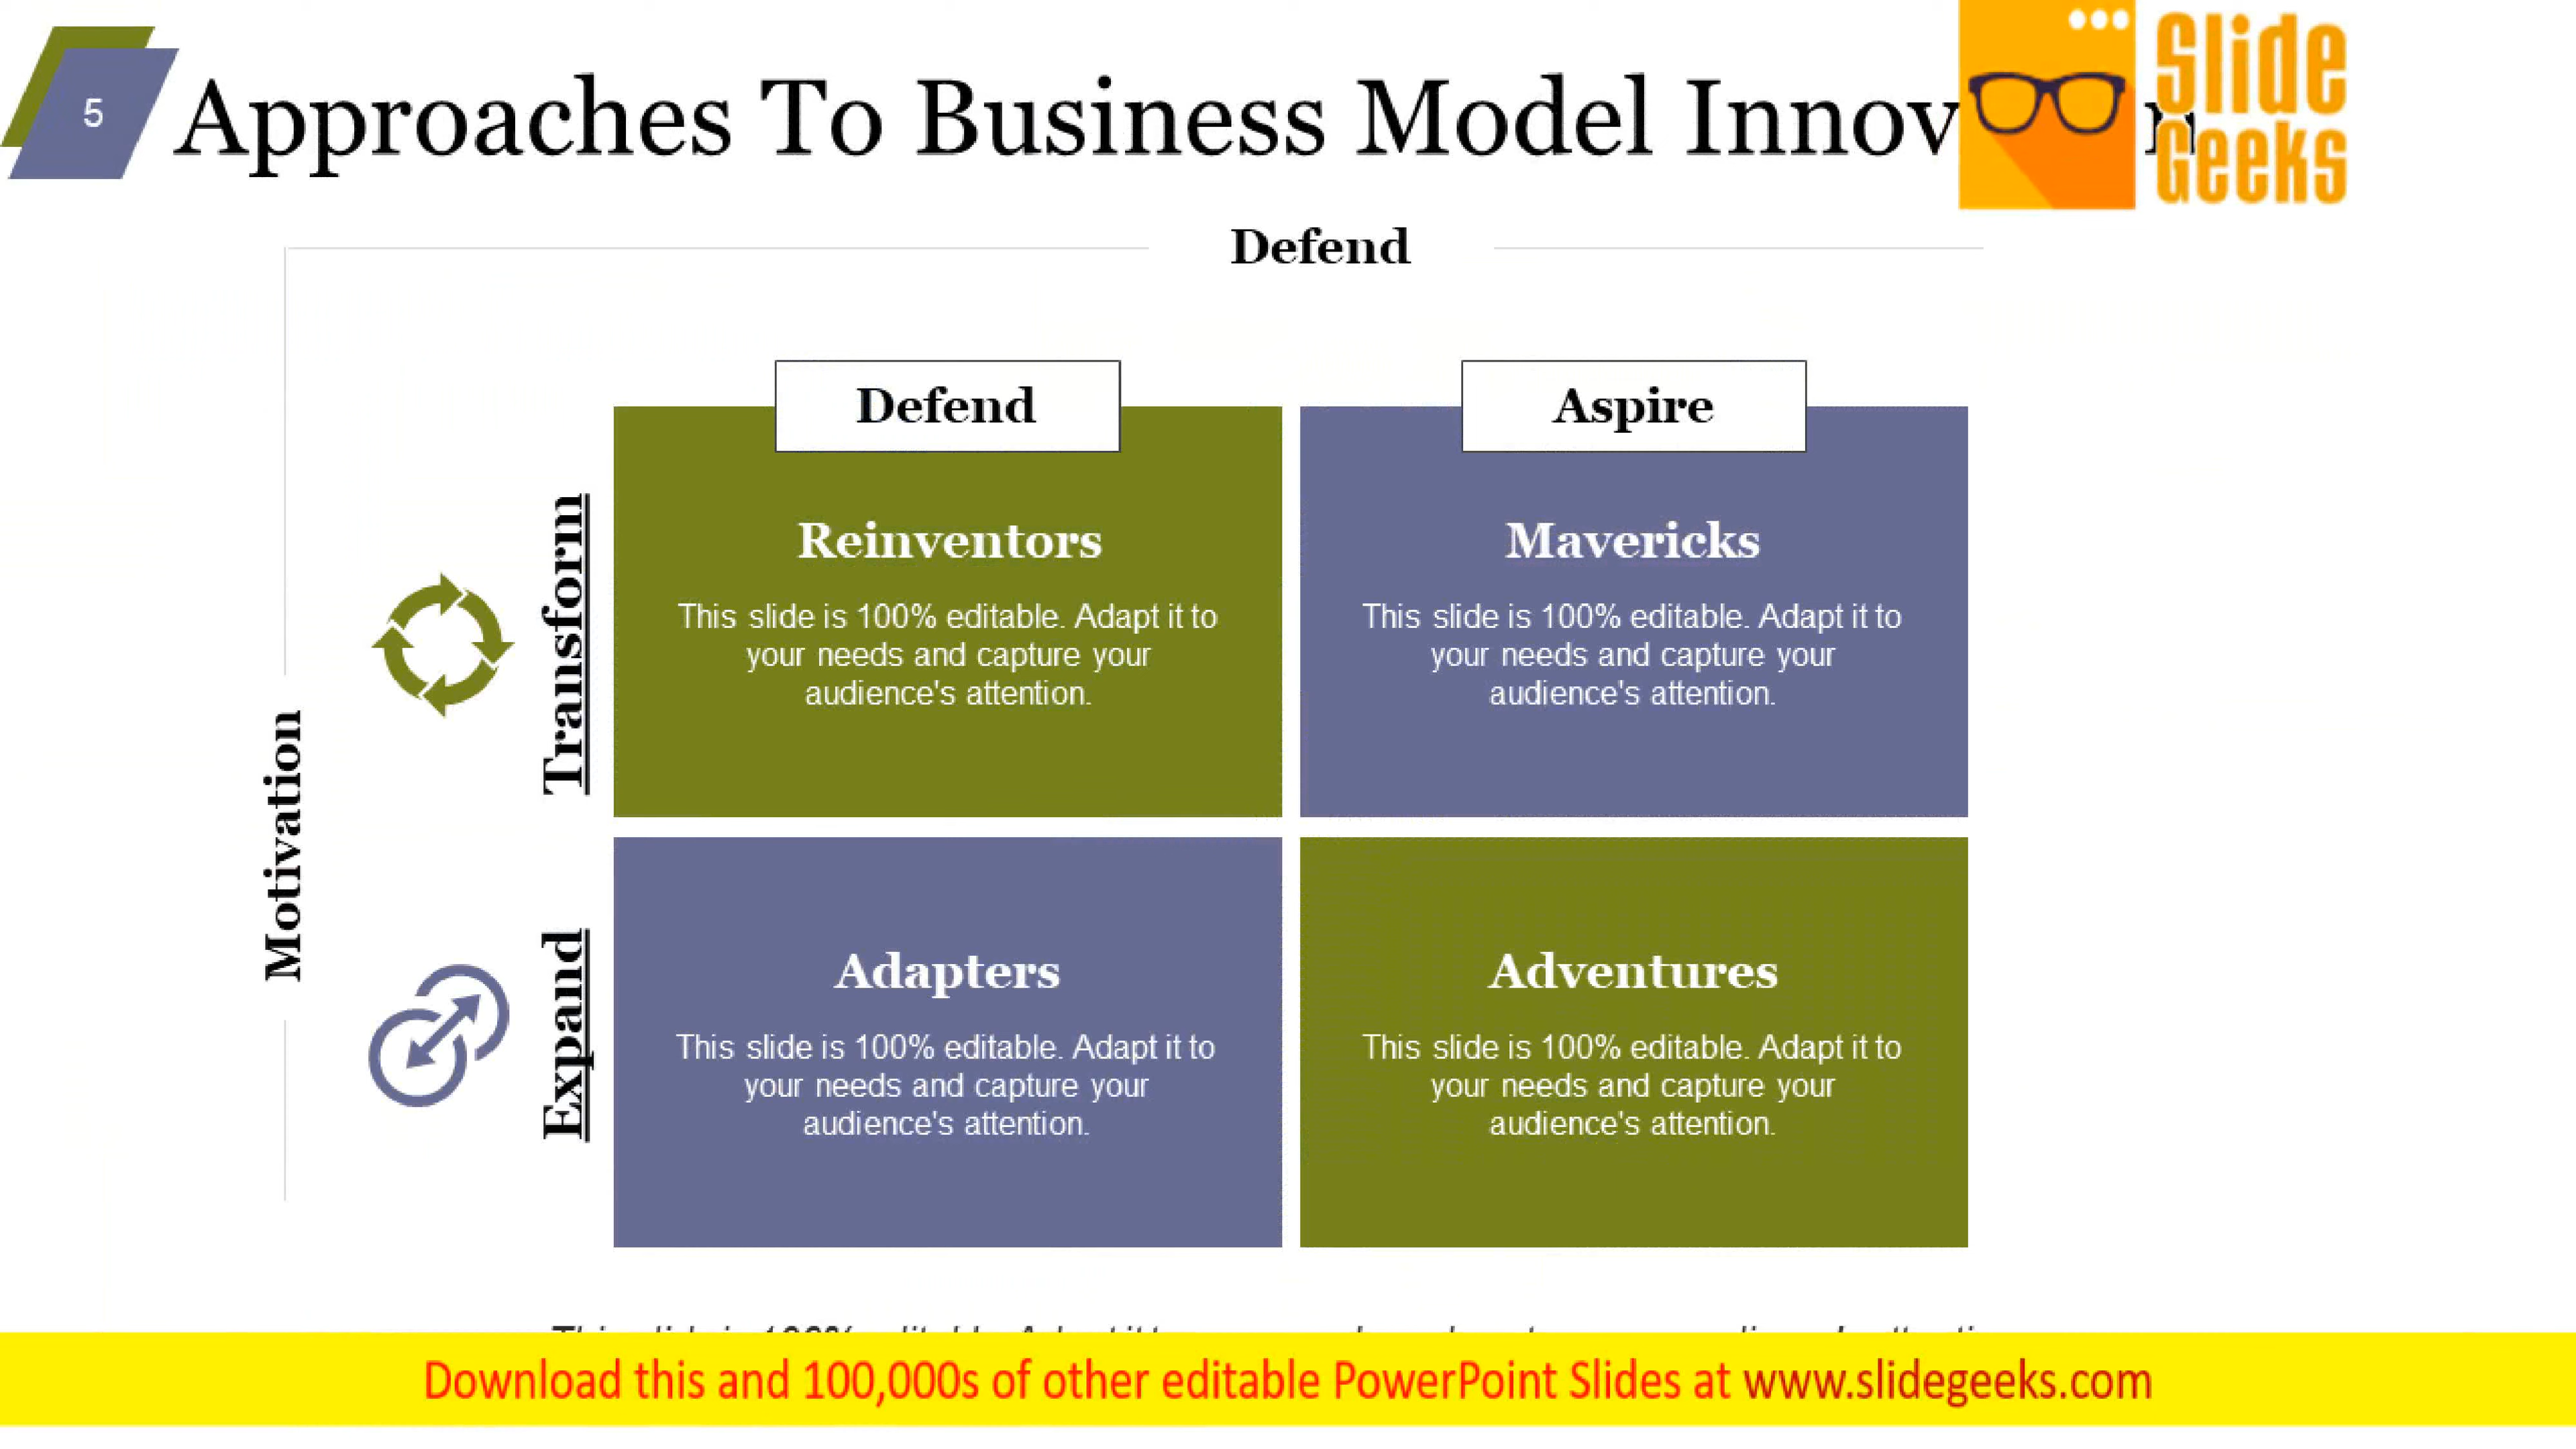 5
Approaches To Business Model Innov
Slide
Geeks
Defend
Defend
Aspire
Motivation
Transform
Reinventors
This slide is 100% editable. Adapt it to
your needs and capture your
audience's attention.
Mavericks
This slide is 100% editable. Adapt it to
your needs and capture your
audience's attention.
Expand
Adapters
This slide is 100% editable. Adapt it to
your needs and capture your
audience's attention.
Adventures
This slide is 100% editable. Adapt it to
your needs and capture your
audience's attention.
Download this and 100,000s of other editable PowerPoint Slides at www.slidegeeks.com